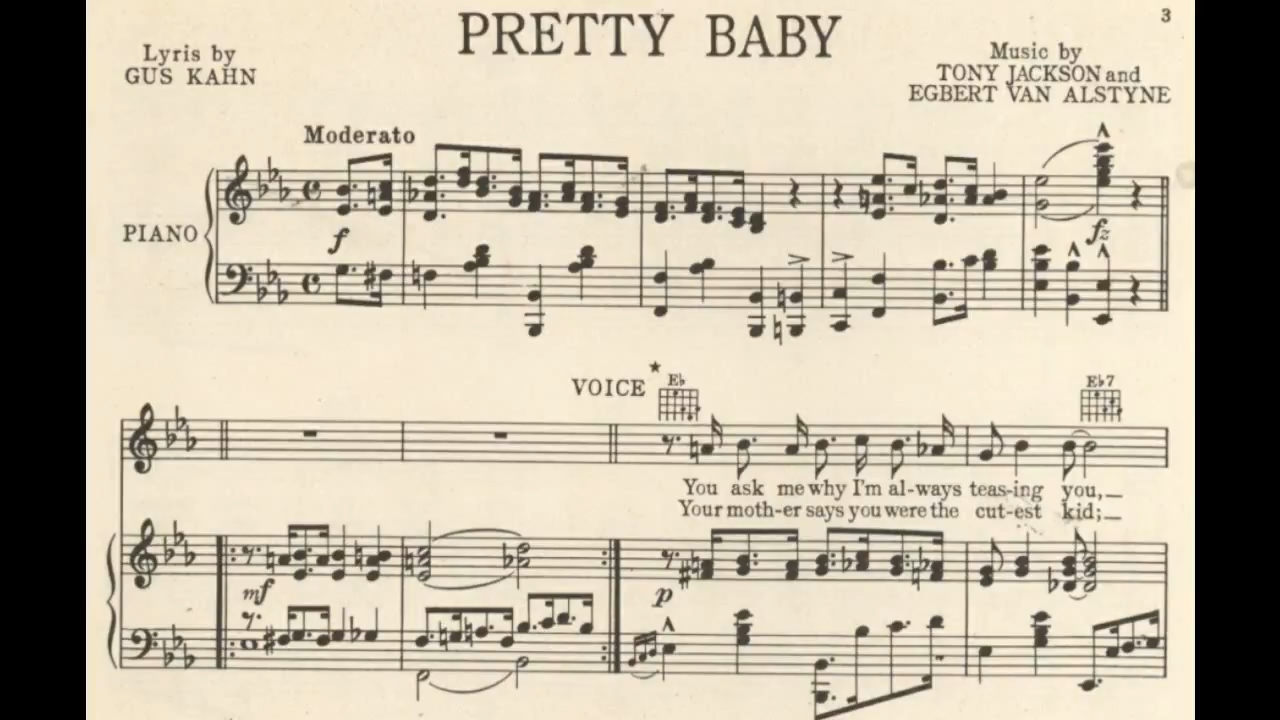 PRETTY BABY
3
Lyris by
GUS KAHN
Music by
TONY JACKSON and
EGBERT VAN ALSTYNE
Moderato
PIANO
f
fz
VOICE
E♭
E♭7
You ask me why I'm al-ways teas-ing you,
Your moth-er says you were the cut-est kid;
mf
p